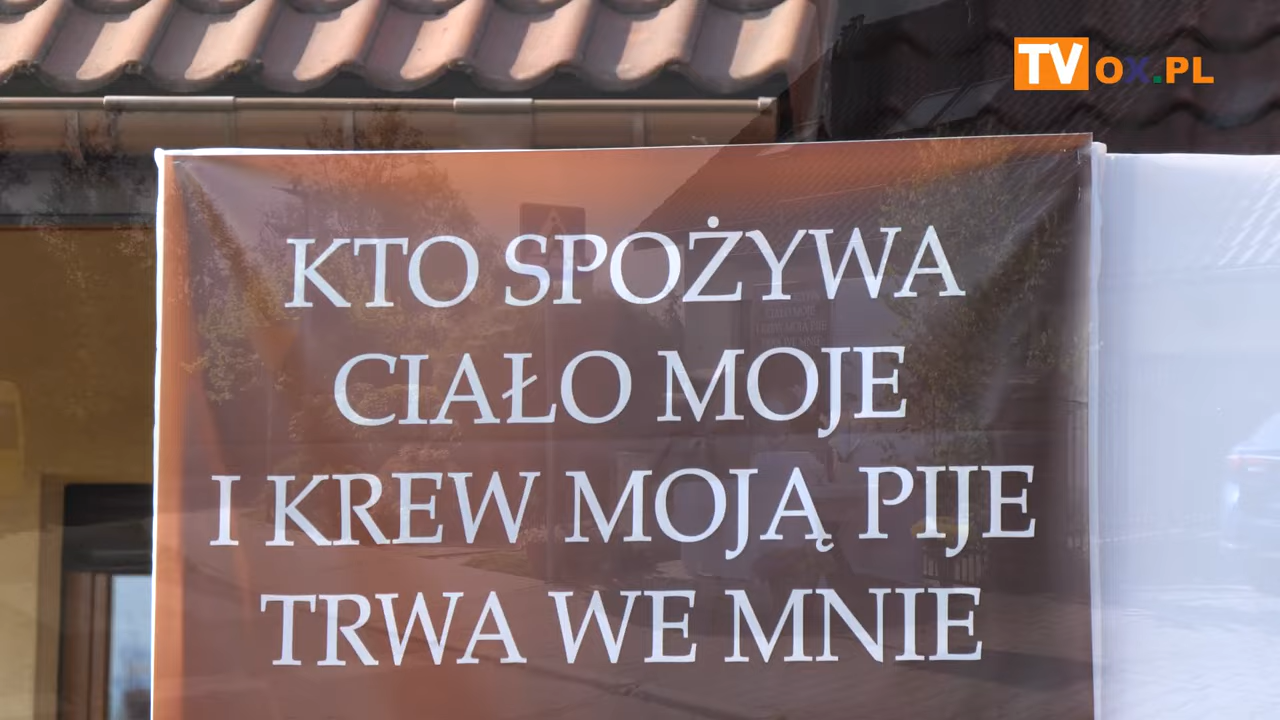 TVOX.PL
KTO SPOŻYWA
CIAŁO MOJE
I KREW MOJĄ PIJE
TRWA WE MNIE